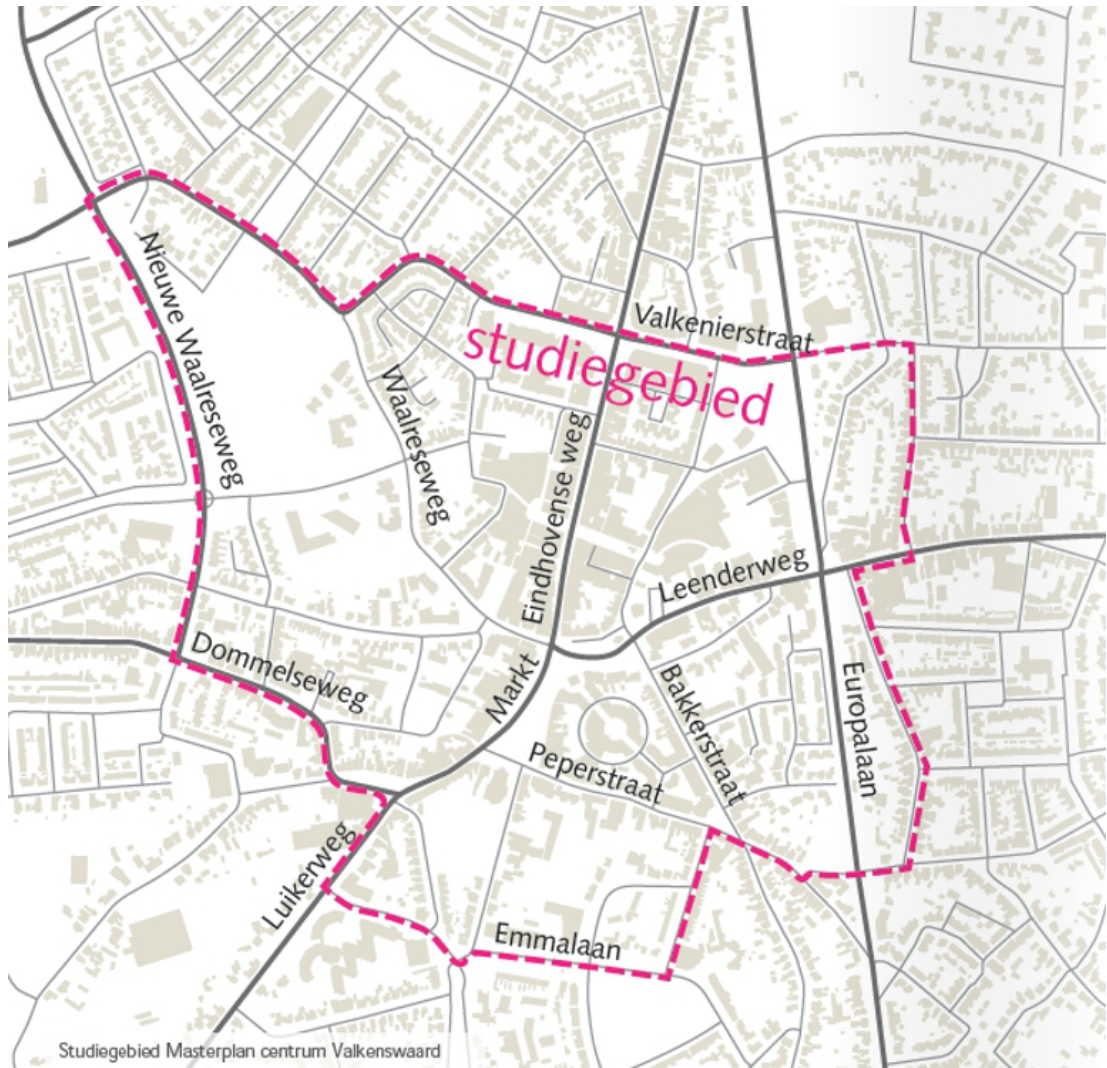 Nieuwe Waalreseweg
Valkenierstraat
studiegebied
Waalreseweg
Eindhovense weg
Leenderweg
Dommelseweg
Markt
Bakkerstraat
Europalaan
Peperstraat
Luikerweg
Emmalaan
Studiegebied Masterplan centrum Valkenswaard